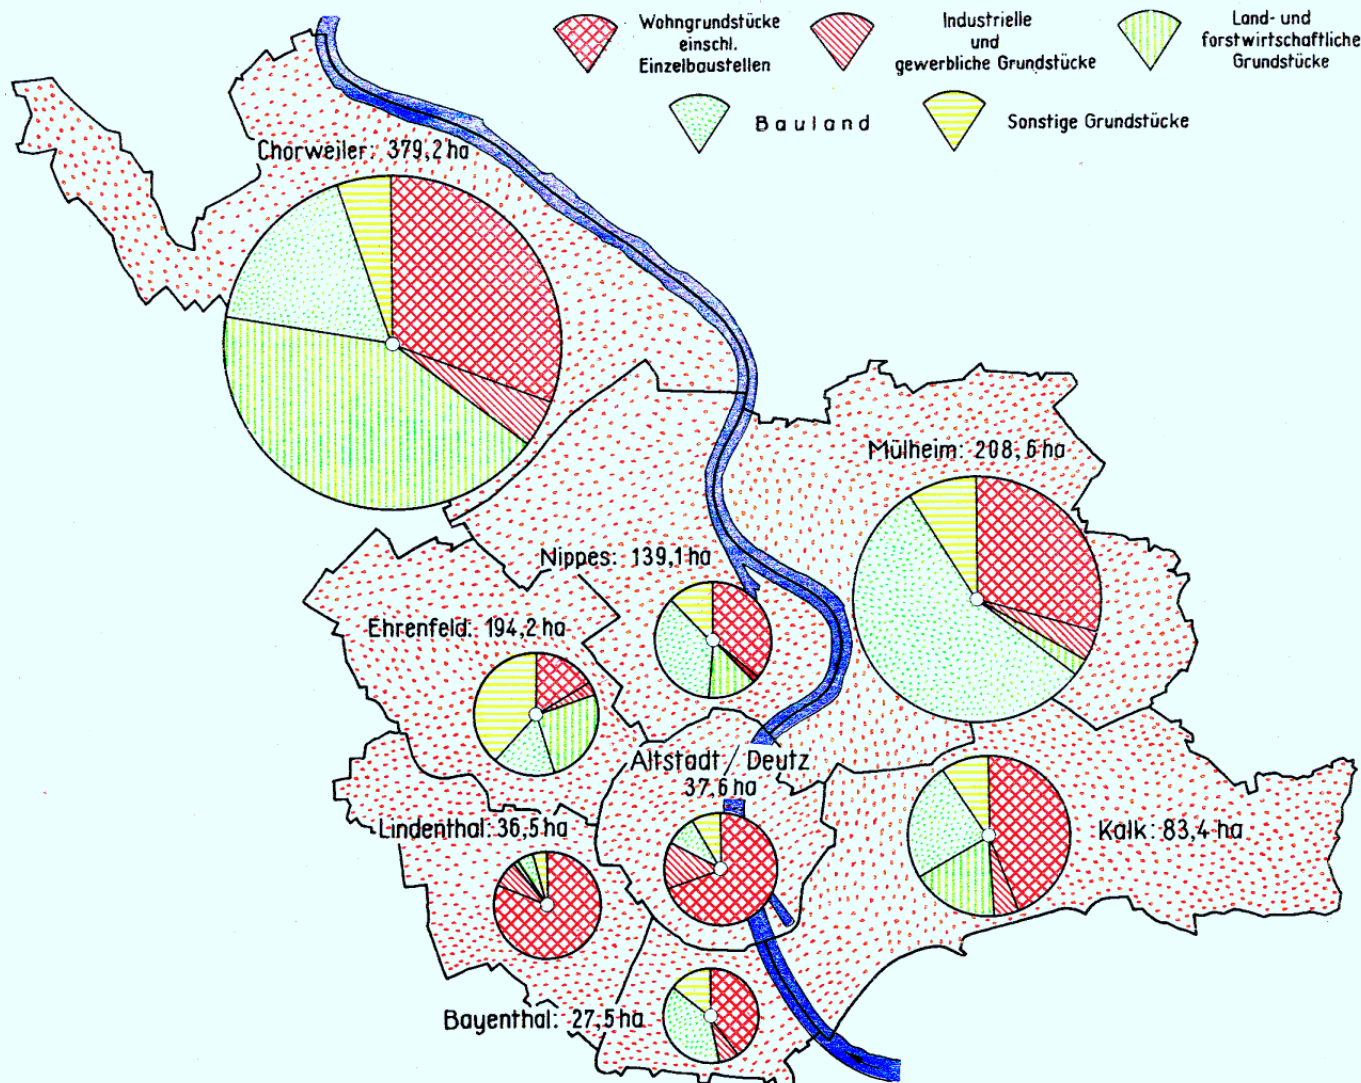 Wohngrundstücke
einschl.
Einzelbaustellen
Industrielle
und
gewerbliche Grundstücke
Land- und
forstwirtschaftliche
Grundstücke
Bauland
Sonstige Grundstücke
Chorweiler: 379,2 ha
Mülheim: 208,6 ha
Nippes: 139,1 ha
Ehrenfeld: 194,2 ha
Altstadt / Deutz
37,6 ha
Lindenthal: 36,5 ha
Kalk: 83,4 ha
Bayenthal: 27,5 ha